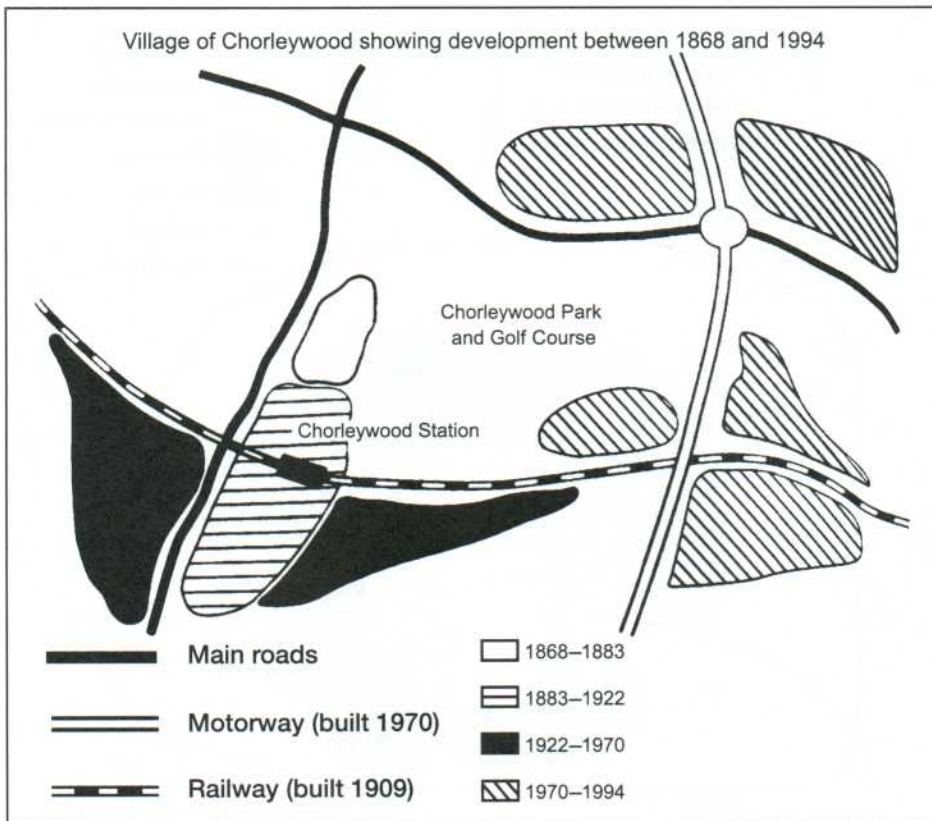 Village of Chorleywood showing development between 1868 and 1994
Chorleywood Park
and Golf Course
Chorleywood Station
Main roads
Motorway (built 1970)
Railway (built 1909)
1868–1883
1883–1922
1922–1970
1970–1994